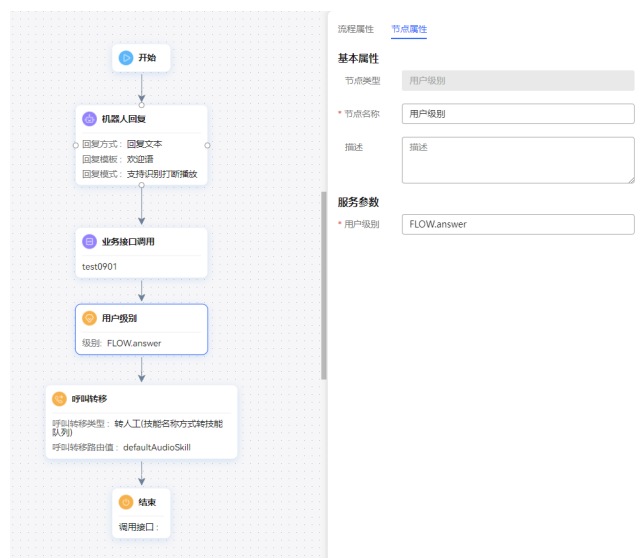 开始
机器人回复
回复方式：回复文本
回复模板：欢迎语
回复模式：支持识别打断播放
业务接口调用
test0901
用户级别
级别: FLOW.answer
呼叫转移
呼叫转移类型：转人工(技能名称方式转技能
队列)
呼叫转移路由值：defaultAudioSkill
结束
调用接口：
流程属性 节点属性
基本属性
节点类型 用户级别
* 节点名称 用户级别
描述 描述
服务参数
* 用户级别 FLOW.answer